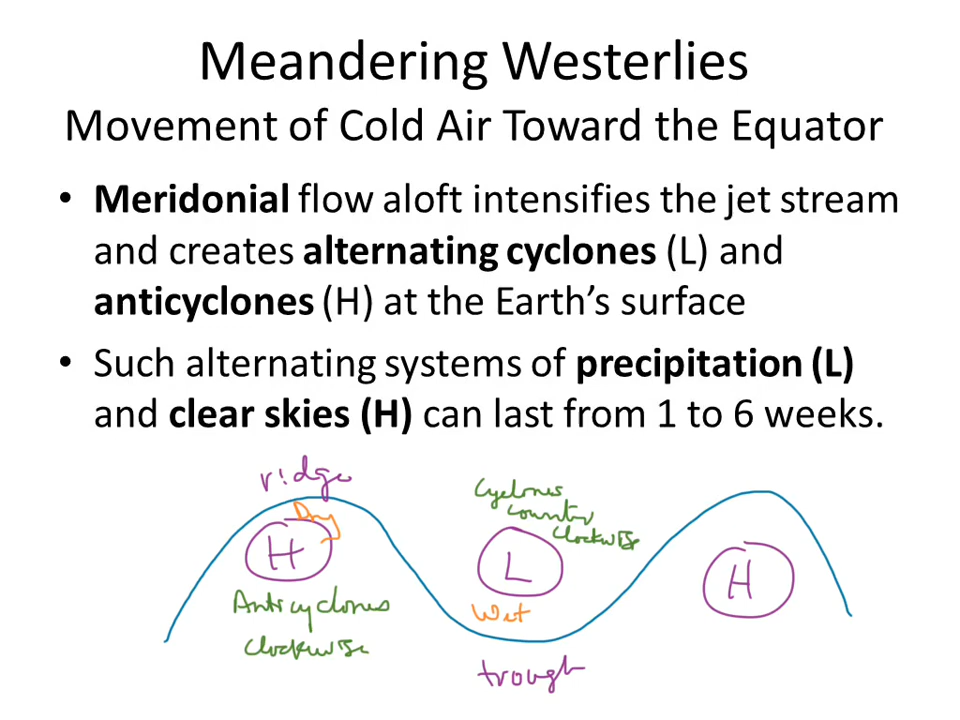 Meandering Westerlies
Movement of Cold Air Toward the Equator
• Meridonial flow aloft intensifies the jet stream
and creates alternating cyclones (L) and
anticyclones (H) at the Earth's surface
• Such alternating systems of precipitation (L)
and clear skies (H) can last from 1 to 6 weeks.
ridge
Dry
H
Anticyclones
Clockwise
Cyclones
Counter
Clockwise
L
Wet
trough
H